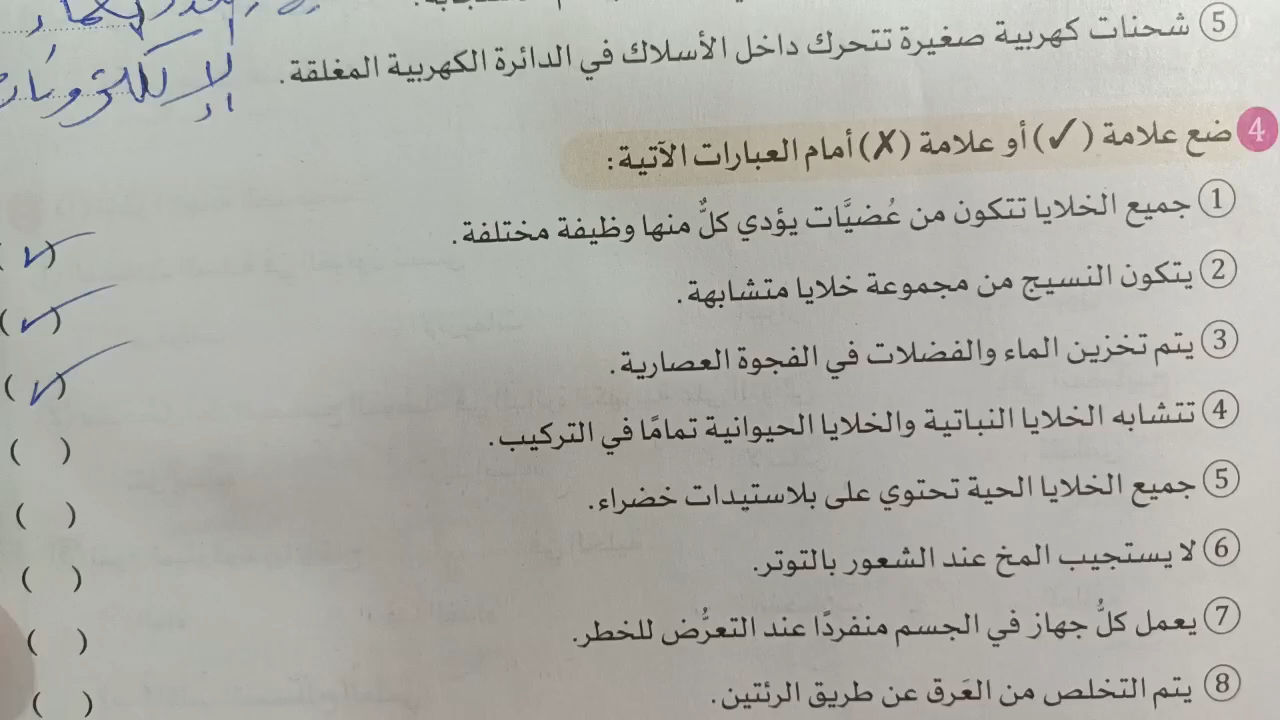 ⑤ شحنات كهربية صغيرة تتحرك داخل الأسلاك في الدائرة الكهربية المغلقة. الإلكترونات
4 ضع علامة (✓) أو علامة (✗) أمام العبارات الآتية:
① جميع الخلايا تتكون من عُضيَّات يؤدي كلٌّ منها وظيفة مختلفة. (✓)
② يتكون النسيج من مجموعة خلايا متشابهة. (✓)
③ يتم تخزين الماء والفضلات في الفجوة العصارية. (✓)
④ تتشابه الخلايا النباتية والخلايا الحيوانية تمامًا في التركيب. ( )
⑤ جميع الخلايا الحية تحتوي على بلاستيدات خضراء. ( )
⑥ لا يستجيب المخ عند الشعور بالتوتر. ( )
⑦ يعمل كلُّ جهاز في الجسم منفردًا عند التعرُّض للخطر. ( )
⑧ يتم التخلص من العَرق عن طريق الرئتين. ( )